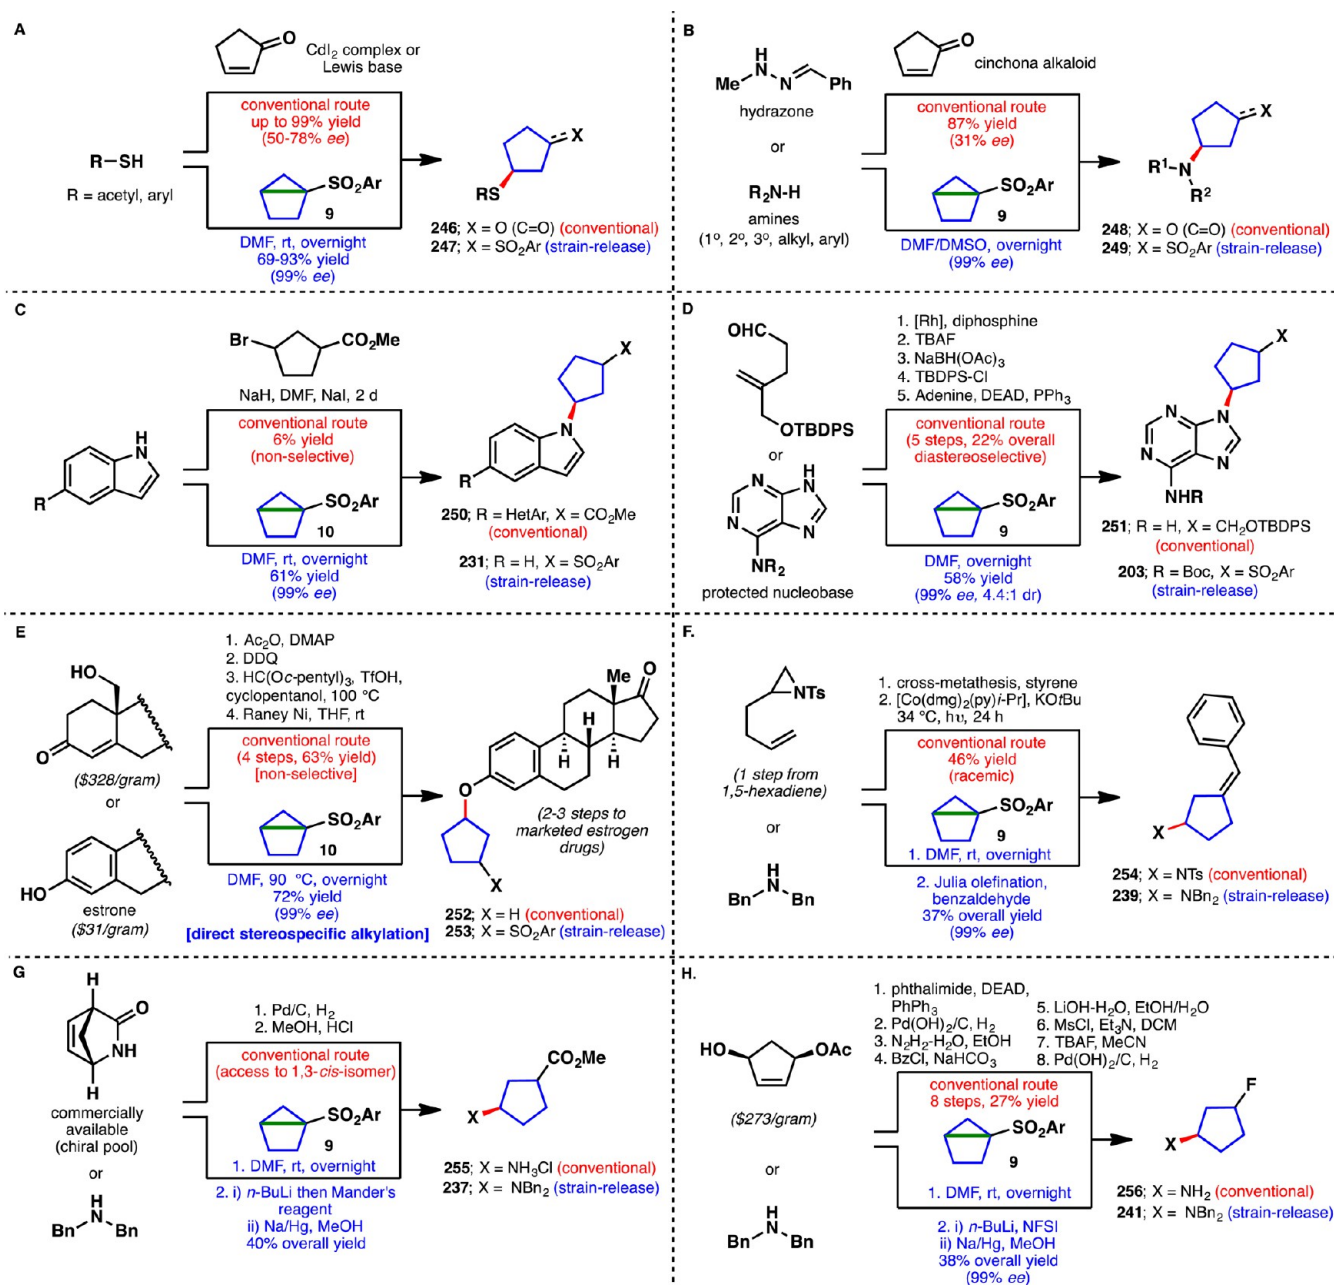 A
O
CdI2 complex or
Lewis base
conventional route
up to 99% yield
(50-78% ee)
R–SH
R = acetyl, aryl
SO2Ar
9
DMF, rt, overnight
69-93% yield
(99% ee)
X
RS
246; X = O (C=O) (conventional)
247; X = SO2Ar (strain-release)
B
H
Me N N Ph
hydrazone
or
R2N-H
amines
(1º, 2º, 3º, alkyl, aryl)
O
cinchona alkaloid
conventional route
87% yield
(31% ee)
SO2Ar
9
DMF/DMSO, overnight
(99% ee)
X
R1 N
R2
248; X = O (C=O) (conventional)
249; X = SO2Ar (strain-release)
C
Br CO2Me
NaH, DMF, NaI, 2 d
conventional route
6% yield
(non-selective)
H
N
R
SO2Ar
10
DMF, rt, overnight
61% yield
(99% ee)
X
N
R
250; R = HetAr, X = CO2Me
(conventional)
231; R = H, X = SO2Ar
(strain-release)
D
OHC
OTBDPS
or
N H
N
N N
NR2
protected nucleobase
1. [Rh], diphosphine
2. TBAF
3. NaBH(OAc)3
4. TBDPS-Cl
5. Adenine, DEAD, PPh3
conventional route
(5 steps, 22% overall
diastereoselective)
SO2Ar
9
DMF, overnight
58% yield
(99% ee, 4.4:1 dr)
X
N N
N N
NHR
251; R = H, X = CH2OTBDPS
(conventional)
203; R = Boc, X = SO2Ar
(strain-release)
E
HO
O
($328/gram)
or
HO
estrone
($31/gram)
1. Ac2O, DMAP
2. DDQ
3. HC(Oc-pentyl)3, TfOH,
cyclopentanol, 100 °C
4. Raney Ni, THF, rt
conventional route
(4 steps, 63% yield)
[non-selective]
SO2Ar
10
DMF, 90 °C, overnight
72% yield
(99% ee)
[direct stereospecific alkylation]
Me O
H
H H
O
X
(2-3 steps to
marketed estrogen
drugs)
252; X = H (conventional)
253; X = SO2Ar (strain-release)
F.
NTs
(1 step from
1,5-hexadiene)
or
H
N
Bn Bn
1. cross-metathesis, styrene
2. [Co(dmg)2(py)i-Pr], KOtBu
34 °C, hυ, 24 h
conventional route
46% yield
(racemic)
SO2Ar
9
1. DMF, rt, overnight
2. Julia olefination,
benzaldehyde
37% overall yield
(99% ee)
X
254; X = NTs (conventional)
239; X = NBn2 (strain-release)
G
H
O
NH
H
commercially
available
(chiral pool)
or
H
N
Bn Bn
1. Pd/C, H2
2. MeOH, HCl
conventional route
(access to 1,3-cis-isomer)
SO2Ar
9
1. DMF, rt, overnight
2. i) n-BuLi then Mander's
reagent
ii) Na/Hg, MeOH
40% overall yield
CO2Me
X
255; X = NH3Cl (conventional)
237; X = NBn2 (strain-release)
H.
HO OAc
($273/gram)
or
H
N
Bn Bn
1. phthalimide, DEAD,
PhPh3
2. Pd(OH)2/C, H2
3. N2H2-H2O, EtOH
4. BzCl, NaHCO3
5. LiOH-H2O, EtOH/H2O
6. MsCl, Et3N, DCM
7. TBAF, MeCN
8. Pd(OH)2/C, H2
conventional route
8 steps, 27% yield
SO2Ar
9
1. DMF, rt, overnight
2. i) n-BuLi, NFSI
ii) Na/Hg, MeOH
38% overall yield
(99% ee)
F
X
256; X = NH2 (conventional)
241; X = NBn2 (strain-release)